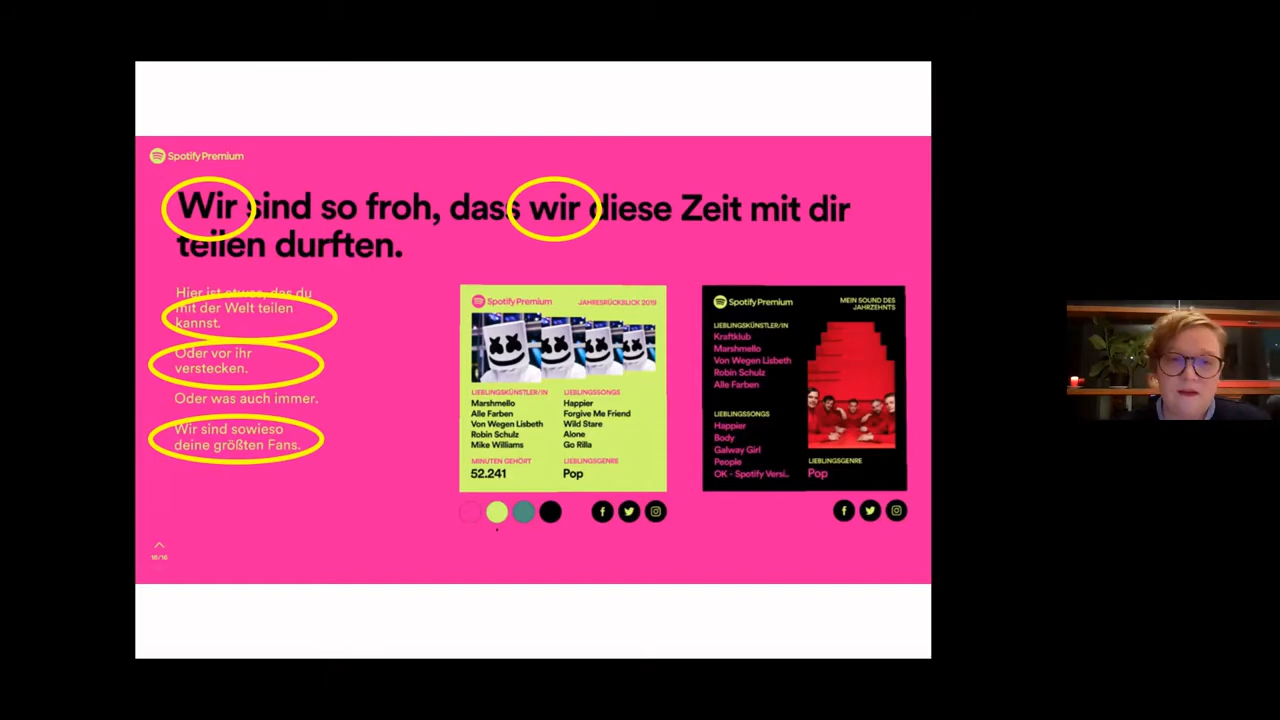 Spotify Premium
Wir sind so froh, dass wir diese Zeit mit dir
teilen durften.
Hier ist etwas, das du
mit der Welt teilen
kannst.
Oder vor ihr
verstecken.
Oder was auch immer.
Wir sind sowieso
deine größten Fans.
16/16
Spotify Premium
JAHRESRÜCKBLICK 2019
LIEBLINGSKÜNSTLER/IN
Marshmello
Alle Farben
Von Wegen Lisbeth
Robin Schulz
Mike Williams
LIEBLINGSSONGS
Happier
Forgive Me Friend
Wild Stare
Alone
Go Rilla
MINUTEN GEHÖRT
52.241
LIEBLINGSGENRE
Pop
Spotify Premium
MEIN SOUND DES
JAHRZEHNTS
LIEBLINGSKÜNSTLER/IN
Kraftklub
Marshmello
Von Wegen Lisbeth
Robin Schulz
Alle Farben
LIEBLINGSSONGS
Happier
Body
Galway Girl
People
OK - Spotify Versi..
LIEBLINGSGENRE
Pop